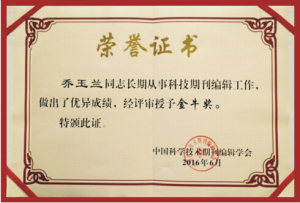 荣誉证书
乔玉兰同志长期从事科技期刊编辑工作，
做出了优异成绩，经评审授予金牛奖。
特颁此证。
中国科学技术期刊编辑学会
2016年6月